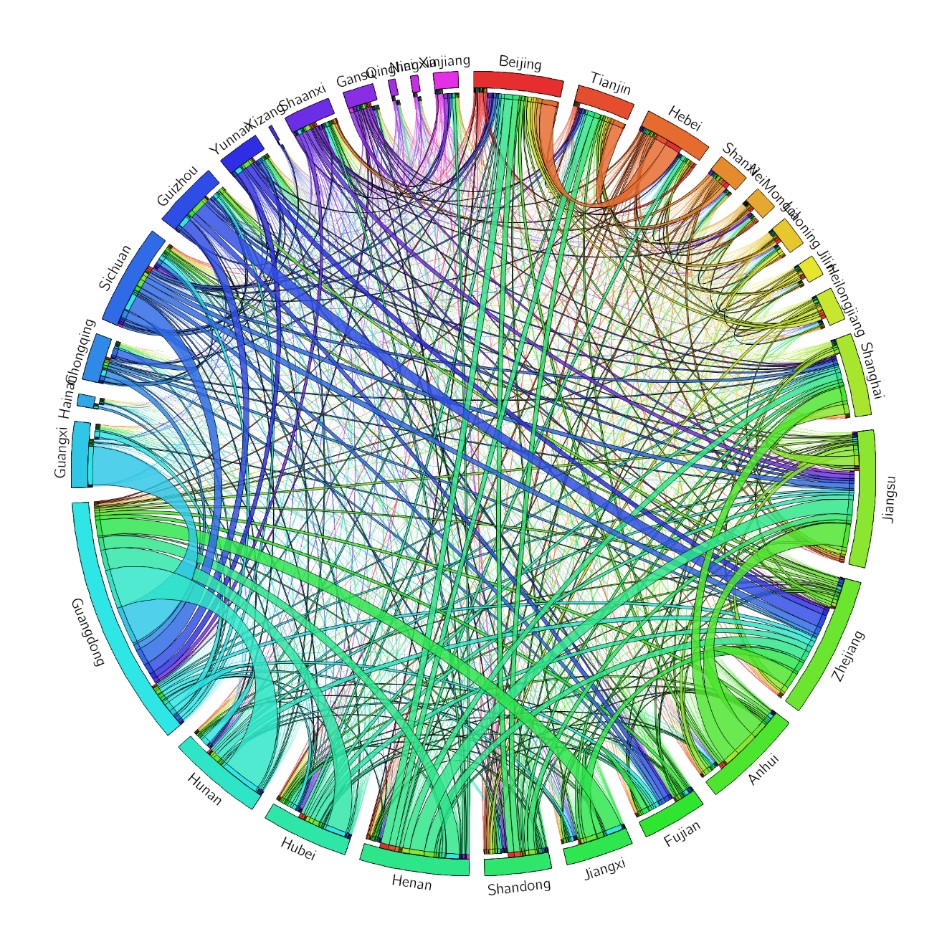 Beijing
Tianjin
Hebei
Shanxi
NeiMongol
Liaoning
Jilin
Heilongjiang
Shanghai
Jiangsu
Zhejiang
Anhui
Fujian
Jiangxi
Shandong
Henan
Hubei
Hunan
Guangdong
Guangxi
Hainan
Chongqing
Sichuan
Guizhou
Yunnan
Xizang
Shaanxi
Gansu
Qinghai
Ningxia
Xinjiang